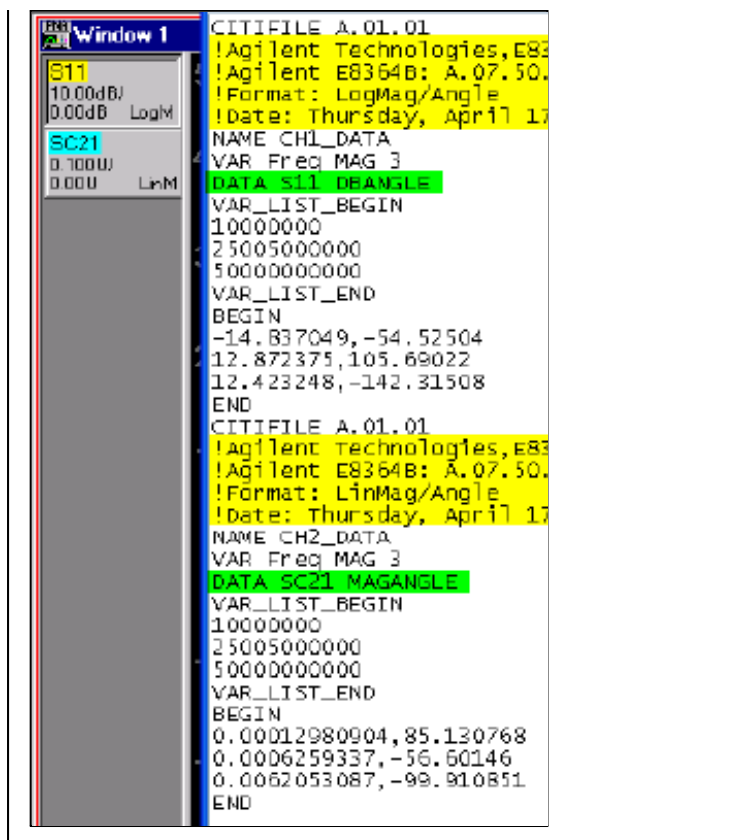 Window 1
S11
10.00dB/
0.00dB LogM
SC21
0.100U/
0.00U LinM
CITIFILE A.01.01
!Agilent Technologies,E83
!Agilent E8364B: A.07.50.
!Format: LogMag/Angle
!Date: Thursday, April 17
NAME CH1_DATA
VAR Freq MAG 3
DATA S11 DBANGLE
VAR_LIST_BEGIN
10000000
25005000000
50000000000
VAR_LIST_END
BEGIN
-14.837049,-54.52504
12.872375,105.69022
12.423248,-142.31508
END
CITIFILE A.01.01
!Agilent Technologies,E83
!Agilent E8364B: A.07.50.
!Format: LinMag/Angle
!Date: Thursday, April 17
NAME CH2_DATA
VAR Freq MAG 3
DATA SC21 MAGANGLE
VAR_LIST_BEGIN
10000000
25005000000
50000000000
VAR_LIST_END
BEGIN
0.00012980904,85.130768
0.0006259337,-56.60146
0.0062053087,-99.910851
END